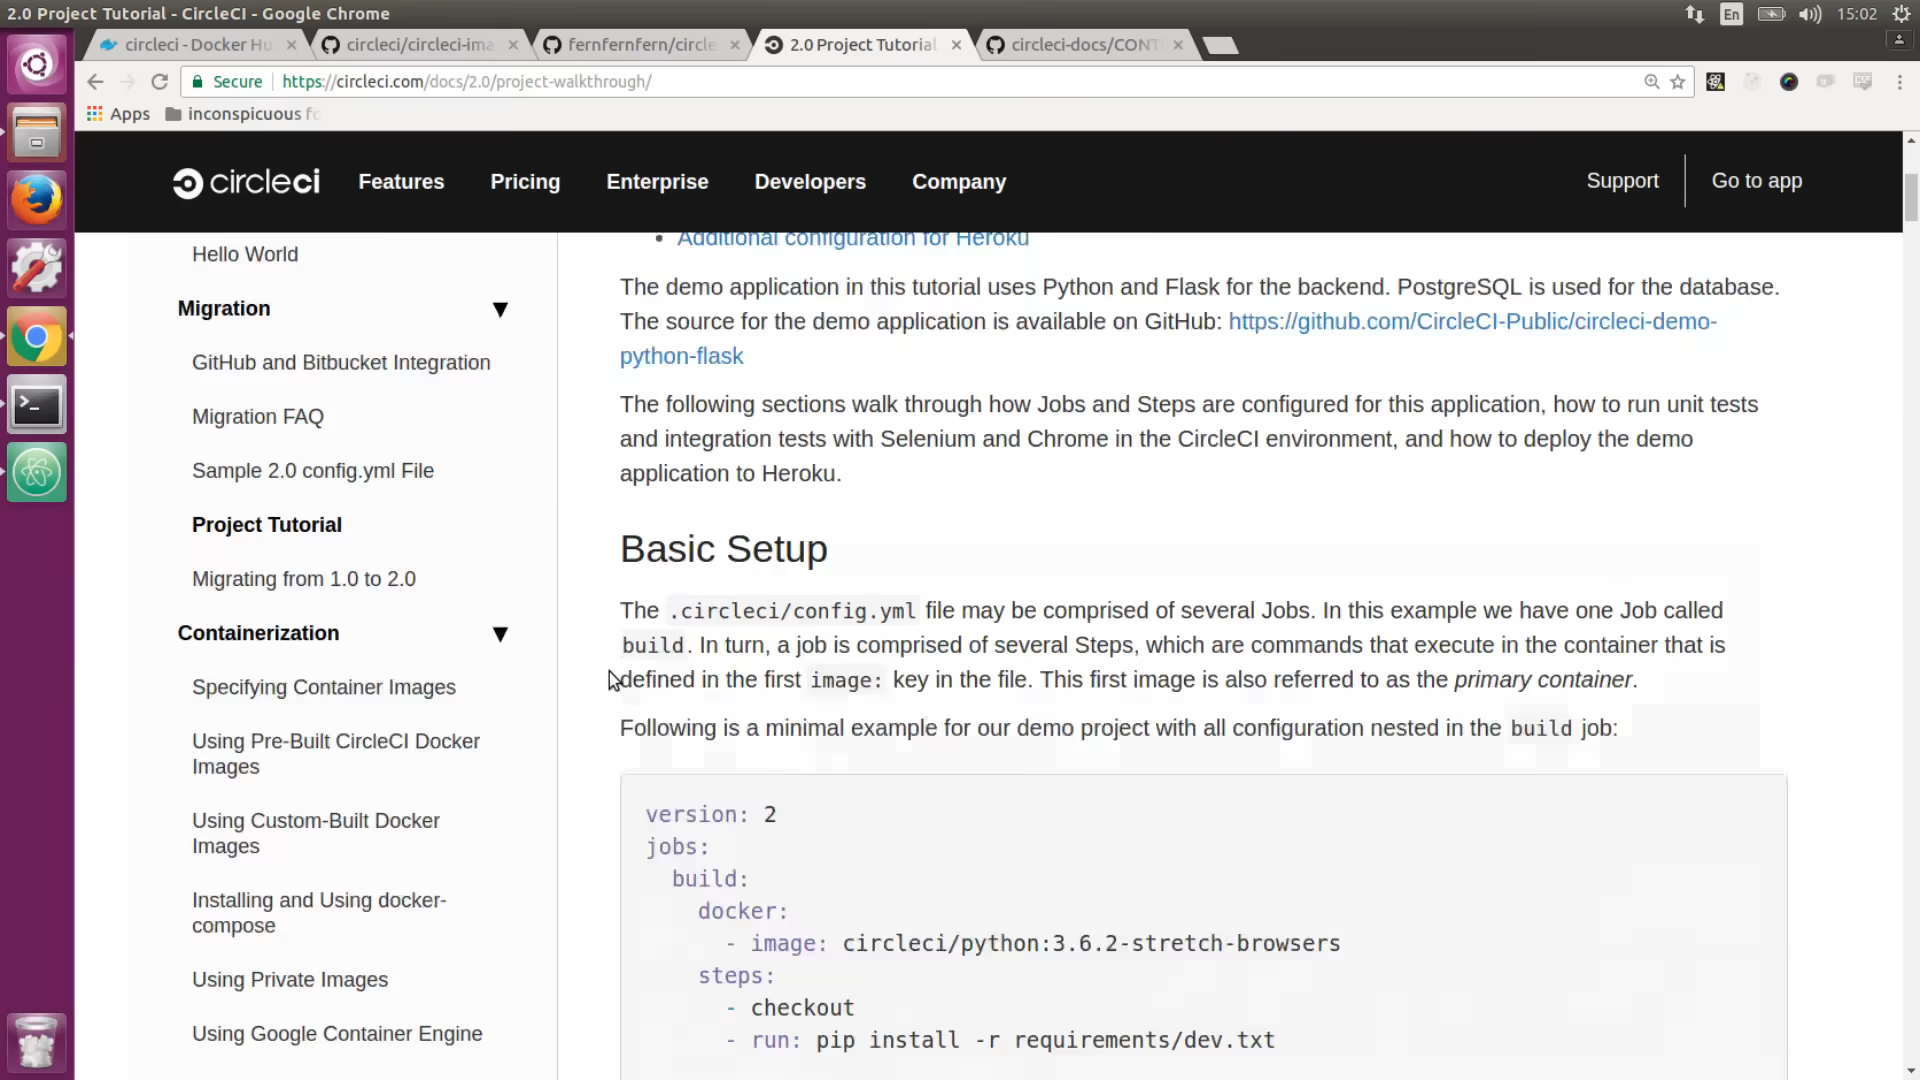 2.0 Project Tutorial - CircleCI - Google Chrome
En
15:02
circleci - Docker Hu
circleci/circleci-ima
fernfernfern/circle
2.0 Project Tutorial
circleci-docs/CONT
Secure
https://circleci.com/docs/2.0/project-walkthrough/
Apps
inconspicuous fo
circleci
Features
Pricing
Enterprise
Developers
Company
Support
Go to app
Hello World
Migration
GitHub and Bitbucket Integration
Migration FAQ
Sample 2.0 config.yml File
Project Tutorial
Migrating from 1.0 to 2.0
Containerization
Specifying Container Images
Using Pre-Built CircleCI Docker
Images
Using Custom-Built Docker
Images
Installing and Using docker-
compose
Using Private Images
Using Google Container Engine
• Additional configuration for Heroku
The demo application in this tutorial uses Python and Flask for the backend. PostgreSQL is used for the database.
The source for the demo application is available on GitHub: https://github.com/CircleCI-Public/circleci-demo-
python-flask
The following sections walk through how Jobs and Steps are configured for this application, how to run unit tests
and integration tests with Selenium and Chrome in the CircleCI environment, and how to deploy the demo
application to Heroku.
Basic Setup
The .circleci/config.yml file may be comprised of several Jobs. In this example we have one Job called
build. In turn, a job is comprised of several Steps, which are commands that execute in the container that is
defined in the first image: key in the file. This first image is also referred to as the primary container.
Following is a minimal example for our demo project with all configuration nested in the build job:
version: 2
jobs:
build:
docker:
- image: circleci/python:3.6.2-stretch-browsers
steps:
- checkout
- run: pip install -r requirements/dev.txt